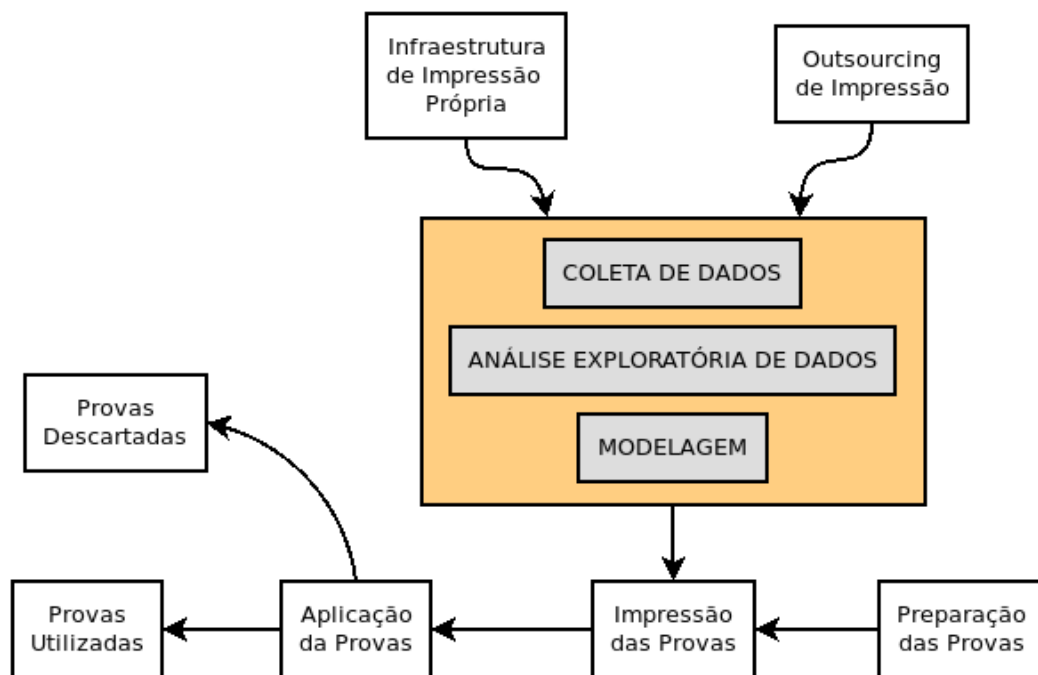 Infraestrutura
de Impressão
Própria
Outsourcing
de Impressão
COLETA DE DADOS
ANÁLISE EXPLORATÓRIA DE DADOS
MODELAGEM
Provas
Descartadas
Provas
Utilizadas
Aplicação
da Provas
Impressão
das Provas
Preparação
das Provas